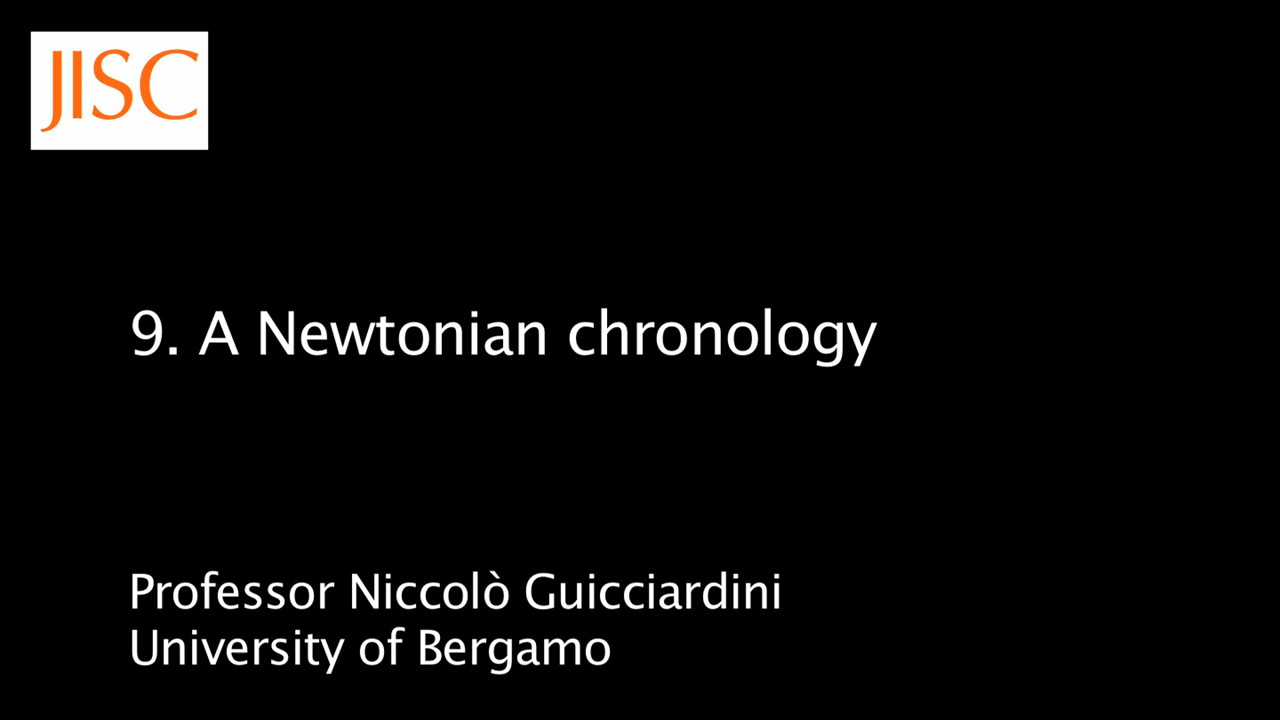 JISC
9. A Newtonian chronology
Professor Niccolò Guicciardini
University of Bergamo